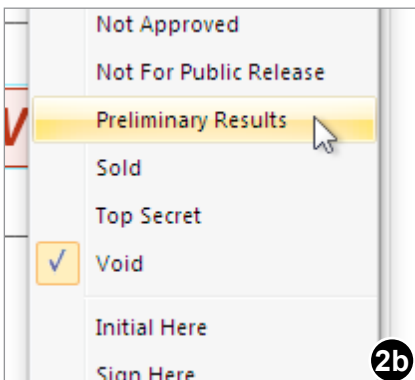 Not Approved
Not For Public Release
Preliminary Results
Sold
Top Secret
Void
Initial Here
Sign Here
2b